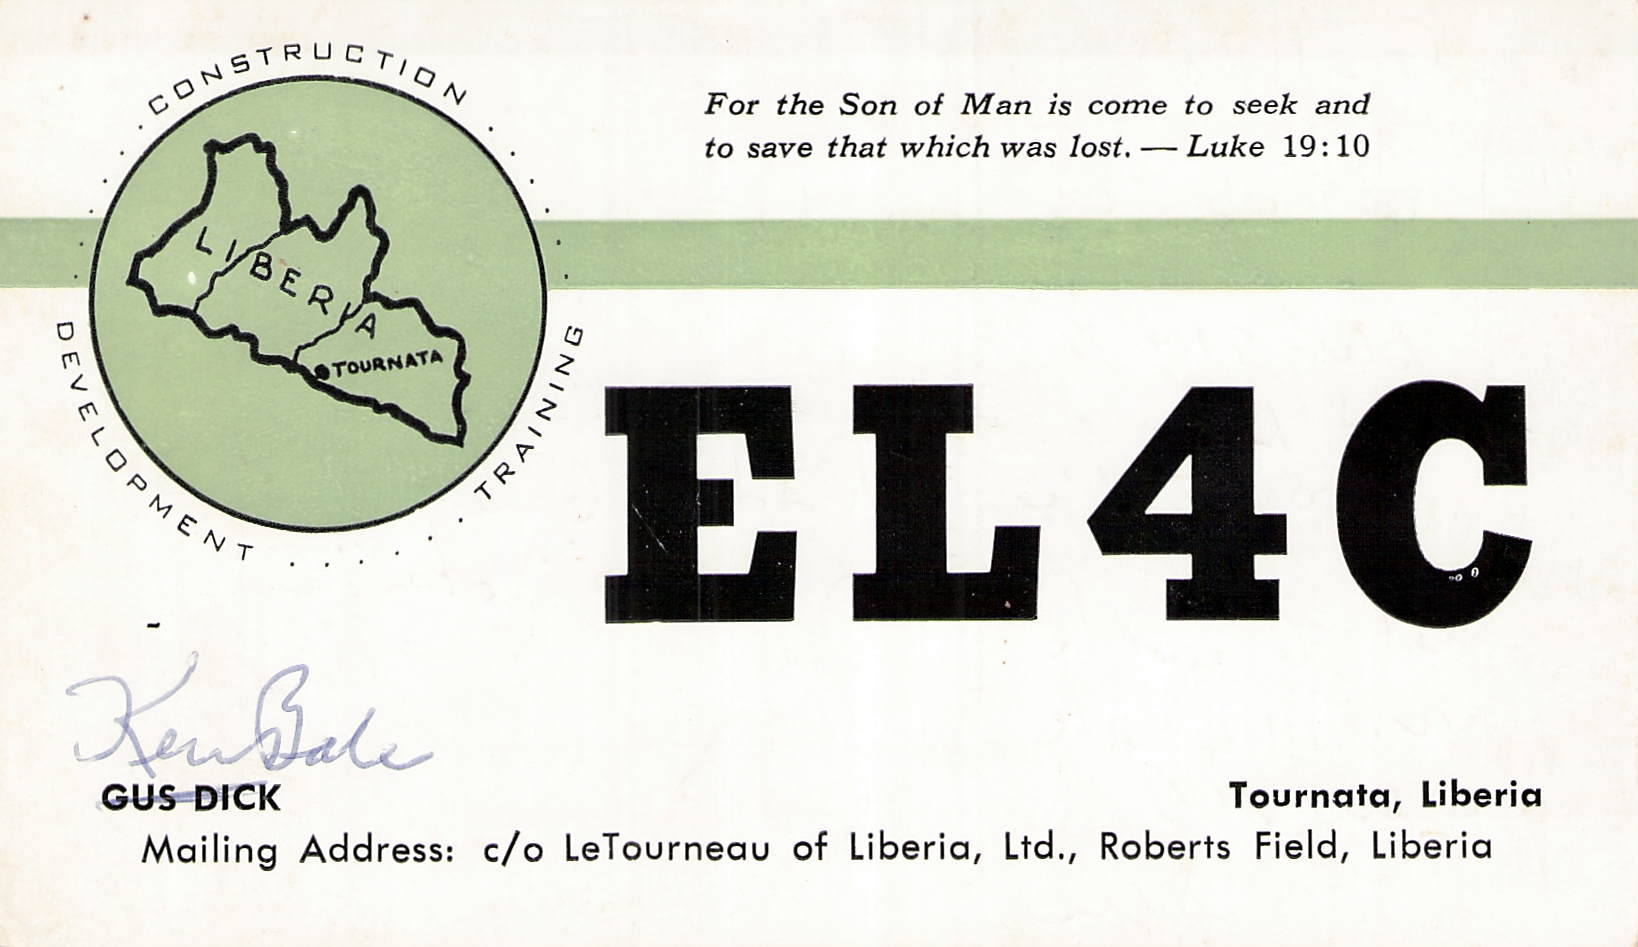 CONSTRUCTION
DEVELOPMENT
TRAINING
LIBERIA
TOURNATA
For the Son of Man is come to seek and
to save that which was lost. — Luke 19:10
EL4C
Ken Bale
GUS DICK
Tournata, Liberia
Mailing Address: c/o LeTourneau of Liberia, Ltd., Roberts Field, Liberia